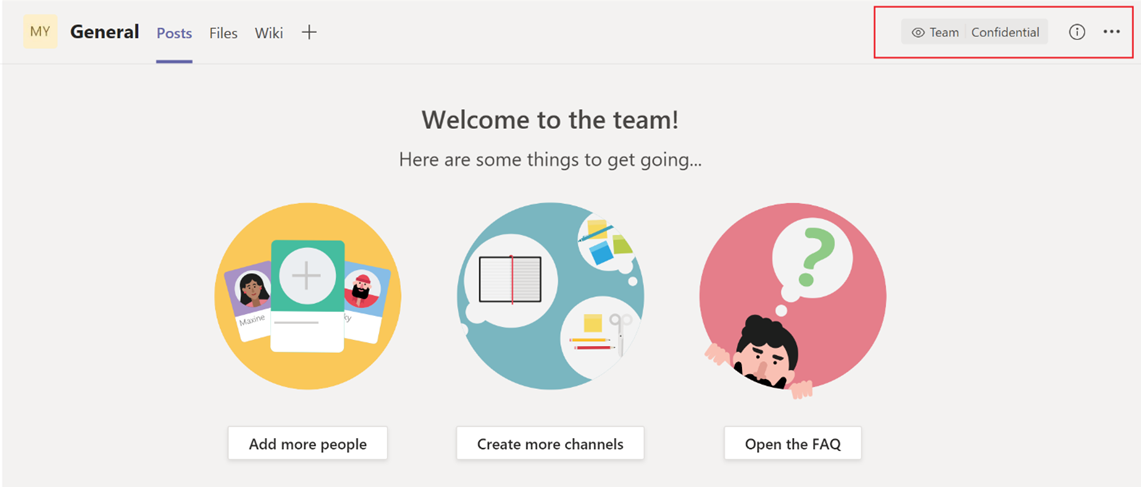 MY General Posts Files Wiki Team Confidential
Welcome to the team!
Here are some things to get going...
Maxine ky
Add more people Create more channels Open the FAQ